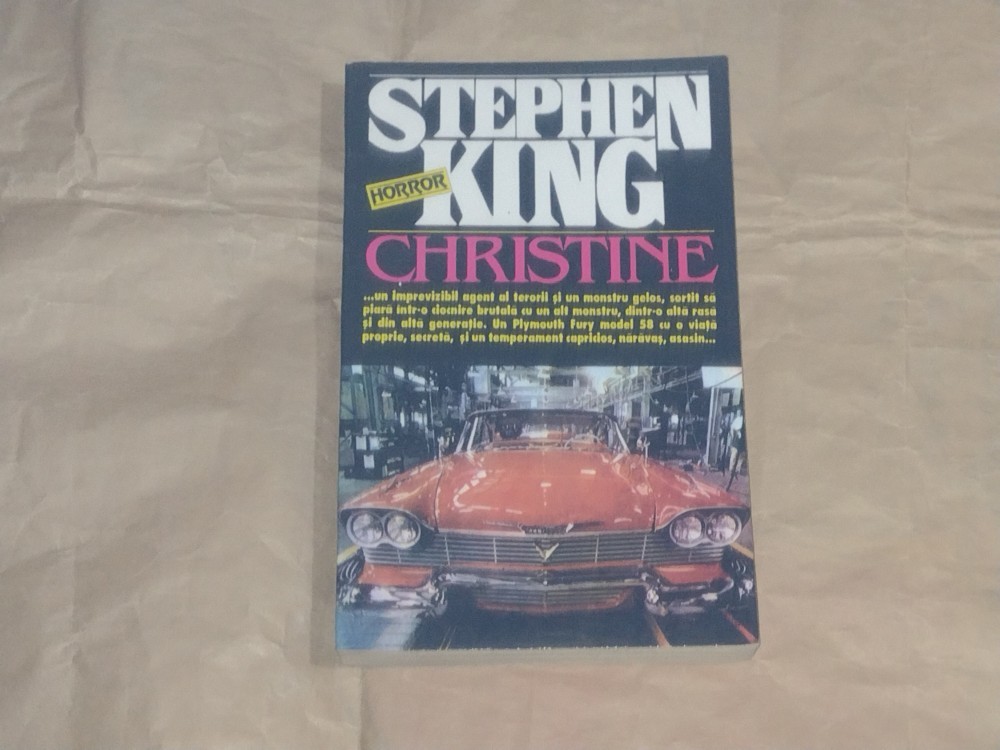 STEPHEN
KING
HORROR
CHRISTINE
...un imprevizibil agent al terorii și un monstru gelos, sortit să
piară într-o ciocnire brutală cu un alt monstru, dintr-o altă rasă
și din altă generație. Un Plymouth Fury model 58 cu o viață
proprie, secretă, și un temperament capricios, nărăvaș, asasin...